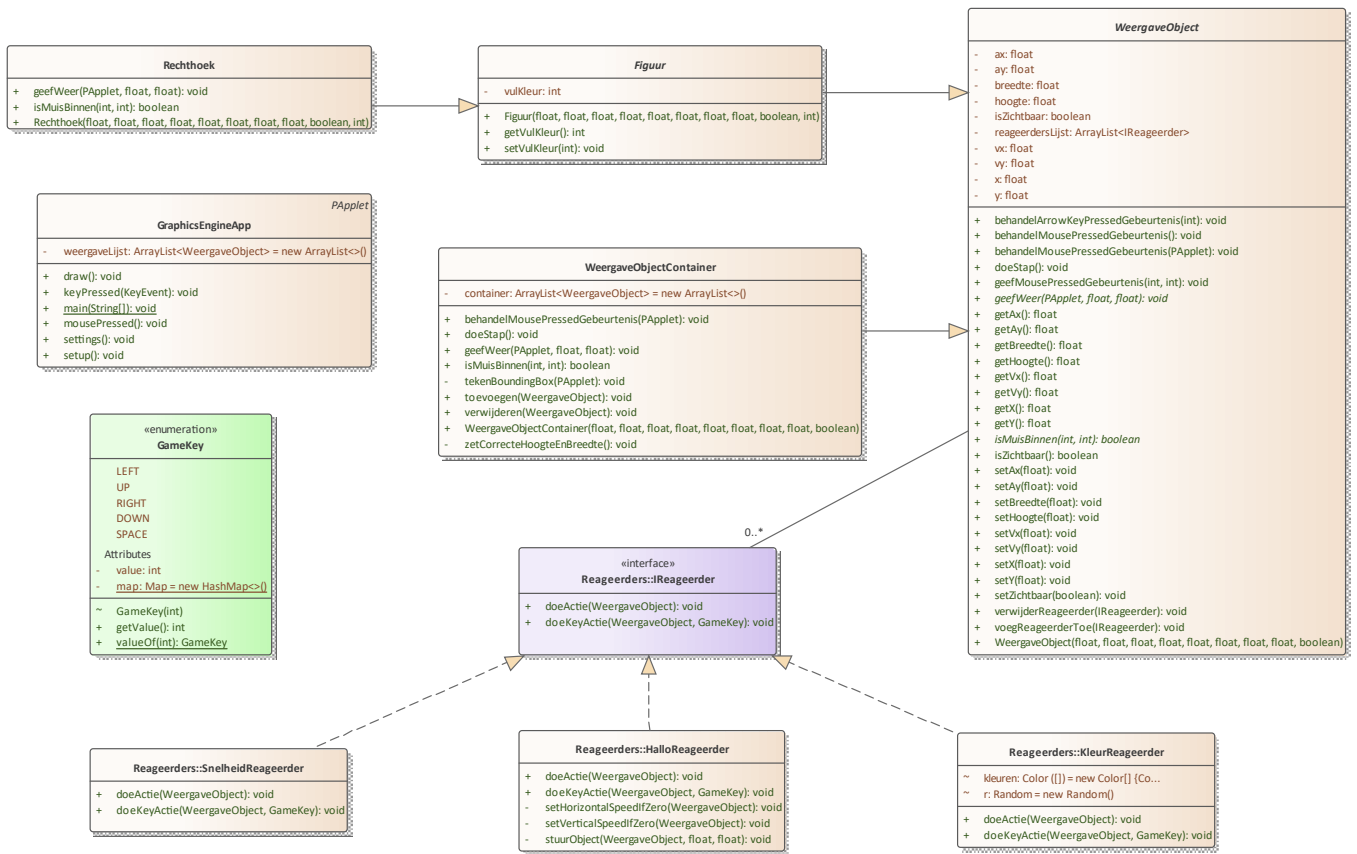 Rechthoek
+ geefWeer(PApplet, float, float): void
+ isMuisBinnen(int, int): boolean
+ Rechthoek(float, float, float, float, float, float, float, float, boolean, int)
Figuur
- vulKleur: int
+ Figuur(float, float, float, float, float, float, float, float, boolean, int)
+ getVulKleur(): int
+ setVulKleur(int): void
WeergaveObject
- ax: float
- ay: float
- breedte: float
- hoogte: float
- isZichtbaar: boolean
- reageerdersLijst: ArrayList<IReageerder>
- vx: float
- vy: float
- x: float
- y: float
+ behandelArrowKeyPressedGebeurtenis(int): void
+ behandelMousePressedGebeurtenis(): void
+ behandelMousePressedGebeurtenis(PApplet): void
+ doeStap(): void
+ geefMousePressedGebeurtenis(int, int): void
+ geefWeer(PApplet, float, float): void
+ getAx(): float
+ getAy(): float
+ getBreedte(): float
+ getHoogte(): float
+ getVx(): float
+ getVy(): float
+ getX(): float
+ getY(): float
+ isMuisBinnen(int, int): boolean
+ isZichtbaar(): boolean
+ setAx(float): void
+ setAy(float): void
+ setBreedte(float): void
+ setHoogte(float): void
+ setVx(float): void
+ setVy(float): void
+ setX(float): void
+ setY(float): void
+ setZichtbaar(boolean): void
+ verwijderReageerder(IReageerder): void
+ voegReageerderToe(IReageerder): void
+ WeergaveObject(float, float, float, float, float, float, float, float, boolean)
PApplet
GraphicsEngineApp
- weergaveLijst: ArrayList<WeergaveObject> = new ArrayList<>()
+ draw(): void
+ keyPressed(KeyEvent): void
+ main(String[]): void
+ mousePressed(): void
+ settings(): void
+ setup(): void
WeergaveObjectContainer
- container: ArrayList<WeergaveObject> = new ArrayList<>()
+ behandelMousePressedGebeurtenis(PApplet): void
+ doeStap(): void
+ geefWeer(PApplet, float, float): void
+ isMuisBinnen(int, int): boolean
- tekenBoundingBox(PApplet): void
+ toevoegen(WeergaveObject): void
+ verwijderen(WeergaveObject): void
+ WeergaveObjectContainer(float, float, float, float, float, float, float, float, boolean)
- zetCorrecteHoogteEnBreedte(): void
«enumeration»
GameKey
LEFT
UP
RIGHT
DOWN
SPACE
Attributes
- value: int
- map: Map = new HashMap<>()
~ GameKey(int)
+ getValue(): int
+ valueOf(int): GameKey
0..*
«interface»
Reageerders::IReageerder
+ doeActie(WeergaveObject): void
+ doeKeyActie(WeergaveObject, GameKey): void
Reageerders::SnelheidReageerder
+ doeActie(WeergaveObject): void
+ doeKeyActie(WeergaveObject, GameKey): void
Reageerders::HalloReageerder
+ doeActie(WeergaveObject): void
+ doeKeyActie(WeergaveObject, GameKey): void
- setHorizontalSpeedIfZero(WeergaveObject): void
- setVerticalSpeedIfZero(WeergaveObject): void
- stuurObject(WeergaveObject, float, float): void
Reageerders::KleurReageerder
~ kleuren: Color ([]) = new Color[] {Co...
~ r: Random = new Random()
+ doeActie(WeergaveObject): void
+ doeKeyActie(WeergaveObject, GameKey): void